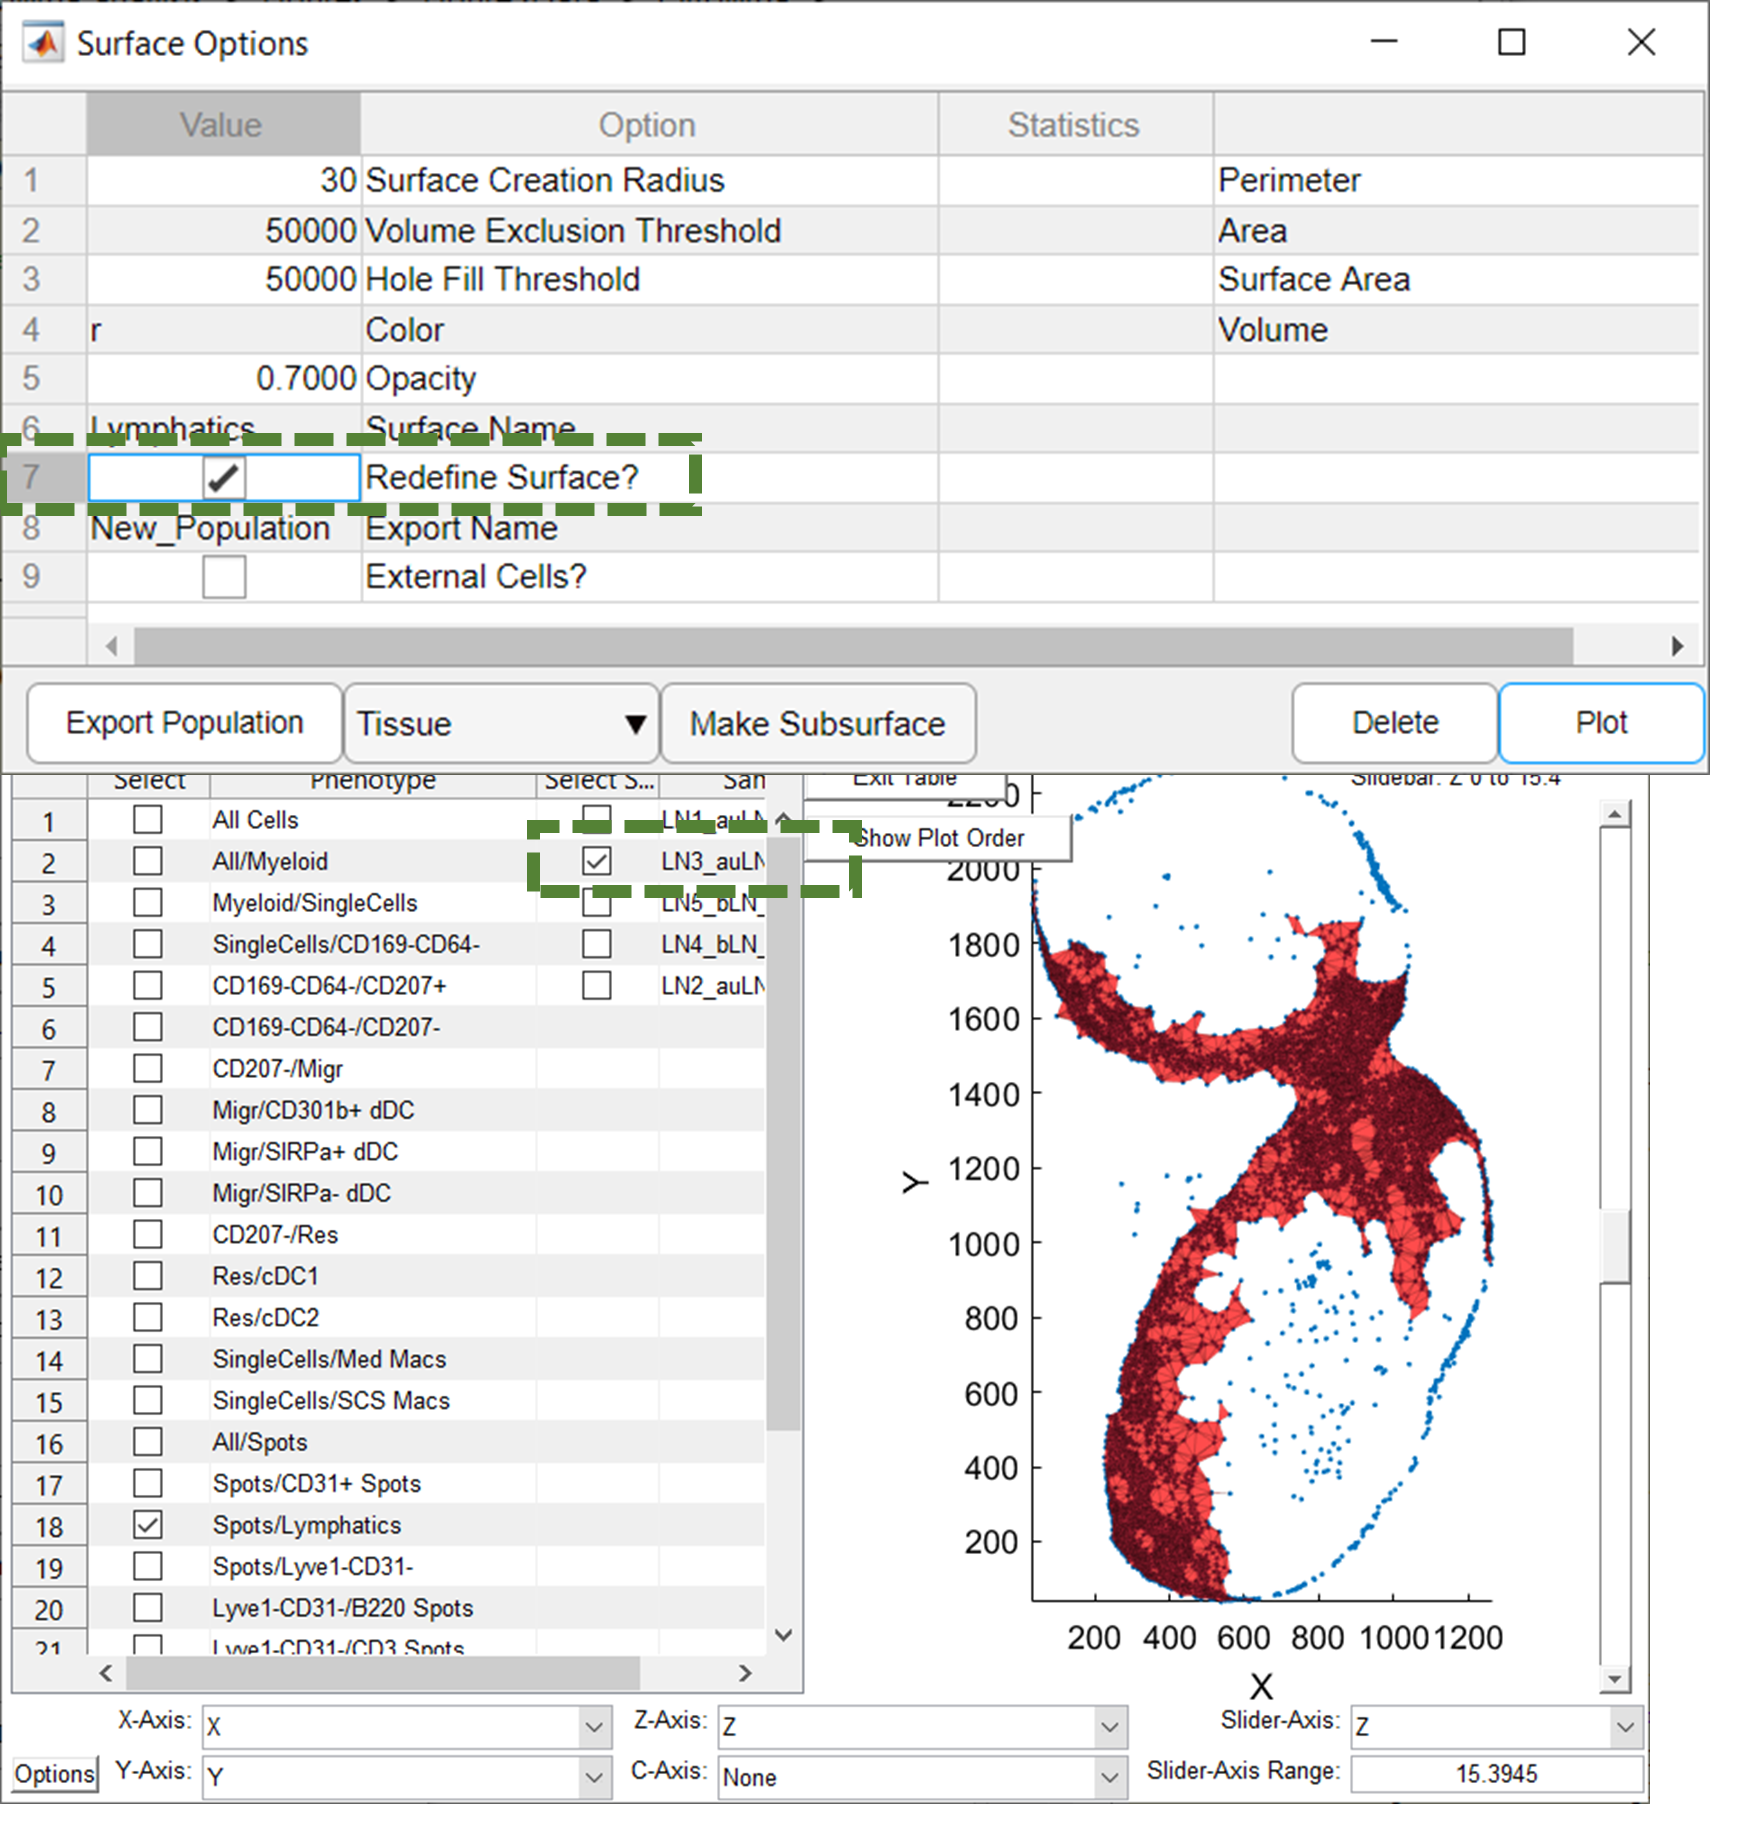 Surface Options
Value Option Statistics
1 30 Surface Creation Radius Perimeter
2 50000 Volume Exclusion Threshold Area
3 50000 Hole Fill Threshold Surface Area
4 r Color Volume
5 0.7000 Opacity
6 Lymphatics Surface Name
7 Redefine Surface?
8 New_Population Export Name
9 External Cells?
Export Population Tissue Make Subsurface Delete Plot
Select Phenotype Select S... Sam
1 All Cells LN1_auLN
2 All/Myeloid LN3_auLN
3 Myeloid/SingleCells LN5_bLN_
4 SingleCells/CD169-CD64- LN4_bLN_
5 CD169-CD64-/CD207+ LN2_auLN
6 CD169-CD64-/CD207-
7 CD207-/Migr
8 Migr/CD301b+ dDC
9 Migr/SIRPa+ dDC
10 Migr/SIRPa- dDC
11 CD207-/Res
12 Res/cDC1
13 Res/cDC2
14 SingleCells/Med Macs
15 SingleCells/SCS Macs
16 All/Spots
17 Spots/CD31+ Spots
18 Spots/Lymphatics
19 Spots/Lyve1-CD31-
20 Lyve1-CD31-/B220 Spots
21 Lyve1-CD31-/CD3 Spots
Exit Table
Show Plot Order
Slidebar: Z 0 to 15.4
2200
2000
1800
1600
1400
1200
1000
800
600
400
200
Y
200 400 600 800 1000 1200
X
X-Axis: X Z-Axis: Z Slider-Axis: Z
Options Y-Axis: Y C-Axis: None Slider-Axis Range: 15.3945